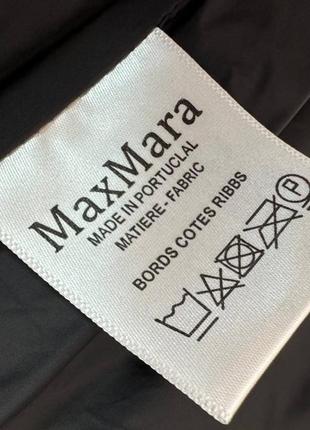 MaxMara
MADE IN PORTUCLAL
MATIERE - FABRIC
BORDS COTES RIBBS
P